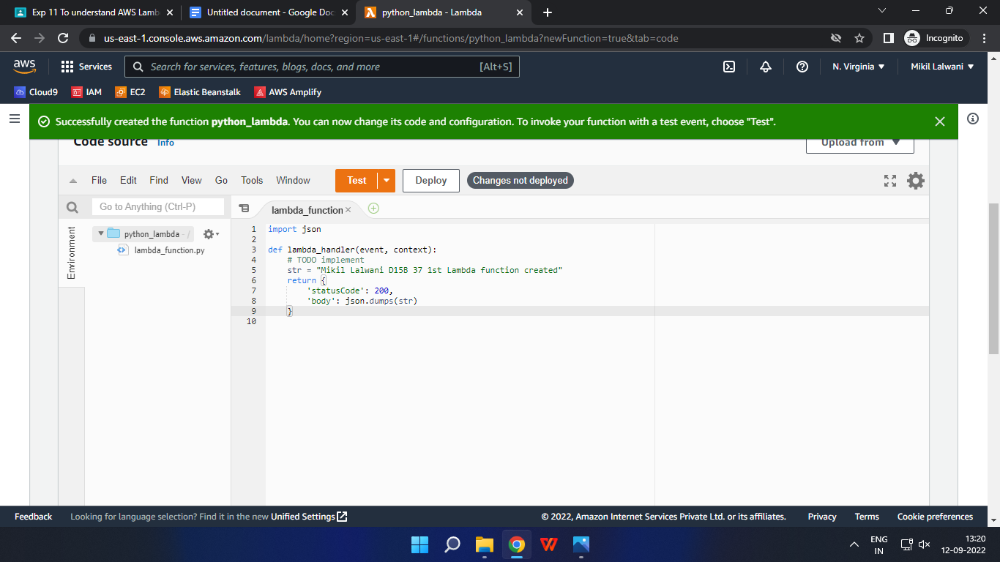 Exp 11 To understand AWS Lamb
Untitled document - Google Doc
python_lambda - Lambda
us-east-1.console.aws.amazon.com/lambda/home?region=us-east-1#/functions/python_lambda?newFunction=true&tab=code
Incognito
aws
Services
Search for services, features, blogs, docs, and more
[Alt+S]
N. Virginia
Mikil Lalwani
Cloud9
IAM
EC2
Elastic Beanstalk
AWS Amplify
Successfully created the function python_lambda. You can now change its code and configuration. To invoke your function with a test event, choose "Test".
Code source
Info
Upload from
File
Edit
Find
View
Go
Tools
Window
Test
Deploy
Changes not deployed
Go to Anything (Ctrl-P)
lambda_function
Environment
python_lambda - /
lambda_function.py
1 import json
2
3 def lambda_handler(event, context):
4 # TODO implement
5 str = "Mikil Lalwani D15B 37 1st Lambda function created"
6 return {
7 'statusCode': 200,
8 'body': json.dumps(str)
9 }
10
Feedback
Looking for language selection? Find it in the new Unified Settings
© 2022, Amazon Internet Services Private Ltd. or its affiliates.
Privacy
Terms
Cookie preferences
ENG
IN
13:20
12-09-2022